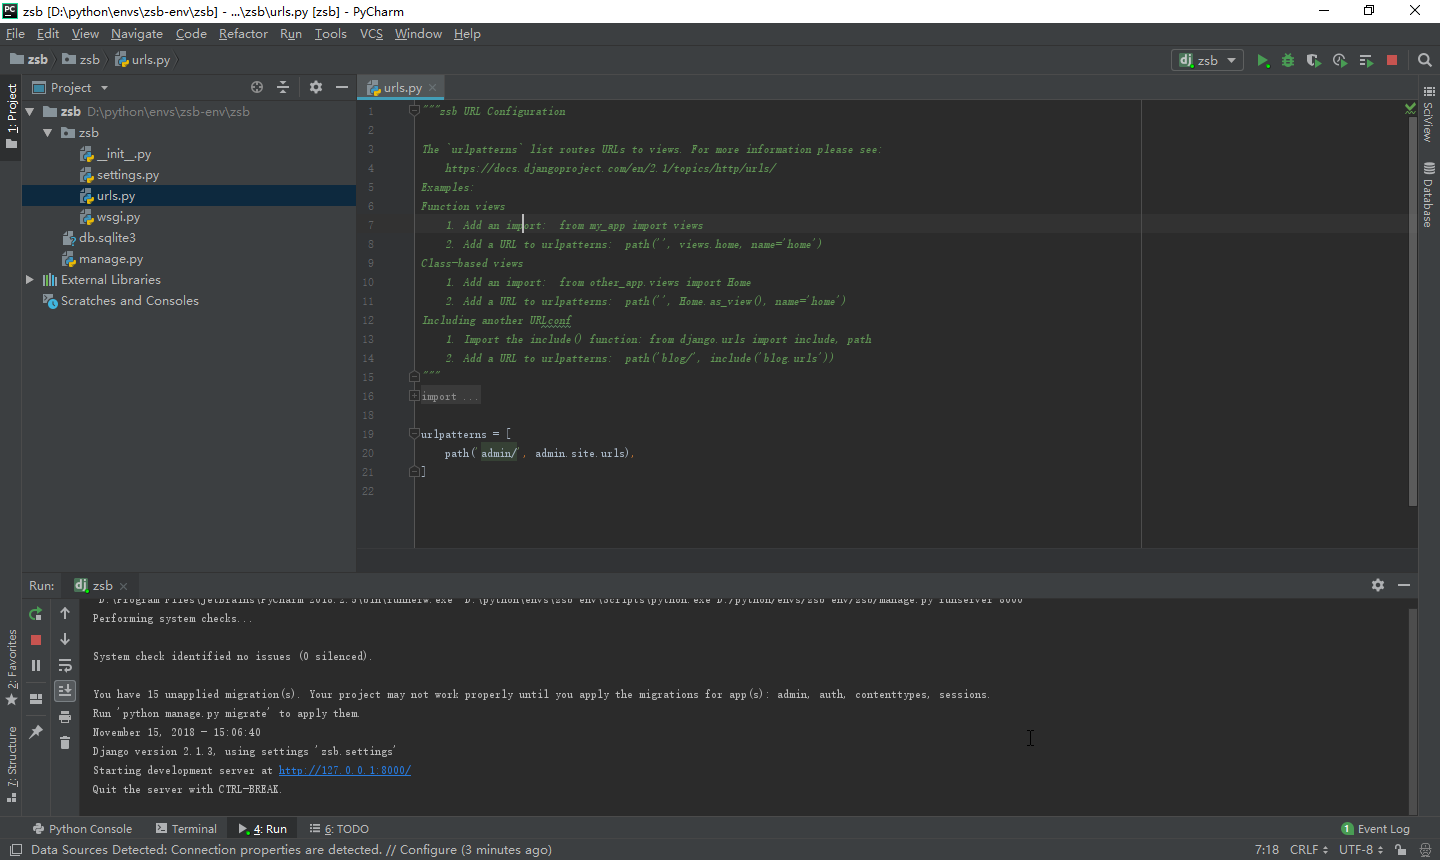 zsb [D:\python\envs\zsb-env\zsb] - ...\zsb\urls.py [zsb] - PyCharm
File Edit View Navigate Code Refactor Run Tools VCS Window Help
zsb zsb urls.py
dj zsb
Project
urls.py
1: Project
zsb D:\python\envs\zsb-env\zsb
zsb
__init__.py
settings.py
urls.py
wsgi.py
db.sqlite3
manage.py
External Libraries
Scratches and Consoles
1 """zsb URL Configuration
2
3 The `urlpatterns` list routes URLs to views. For more information please see:
4 https://docs.djangoproject.com/en/2.1/topics/http/urls/
5 Examples:
6 Function views
7 1. Add an import:  from my_app import views
8 2. Add a URL to urlpatterns:  path('', views.home, name='home')
9 Class-based views
10 1. Add an import:  from other_app.views import Home
11 2. Add a URL to urlpatterns:  path('', Home.as_view(), name='home')
12 Including another URLconf
13 1. Import the include() function: from django.urls import include, path
14 2. Add a URL to urlpatterns:  path('blog/', include('blog.urls'))
15 """
16 import ...
18
19 urlpatterns = [
20 path('admin/', admin.site.urls),
21 ]
22
SciView
Database
Run: dj zsb
"D:\Program Files\JetBrains\PyCharm 2018.2.5\bin\runnerw.exe" D:\python\envs\zsb-env\Scripts\python.exe D:/python/envs/zsb-env/zsb/manage.py runserver 8000
Performing system checks...
System check identified no issues (0 silenced).
You have 15 unapplied migration(s). Your project may not work properly until you apply the migrations for app(s): admin, auth, contenttypes, sessions.
Run 'python manage.py migrate' to apply them.
November 15, 2018 - 15:06:40
Django version 2.1.3, using settings 'zsb.settings'
Starting development server at http://127.0.0.1:8000/
Quit the server with CTRL-BREAK.
2: Favorites
7: Structure
Python Console Terminal 4: Run 6: TODO
1 Event Log
Data Sources Detected: Connection properties are detected. // Configure (3 minutes ago)
7:18 CRLF UTF-8